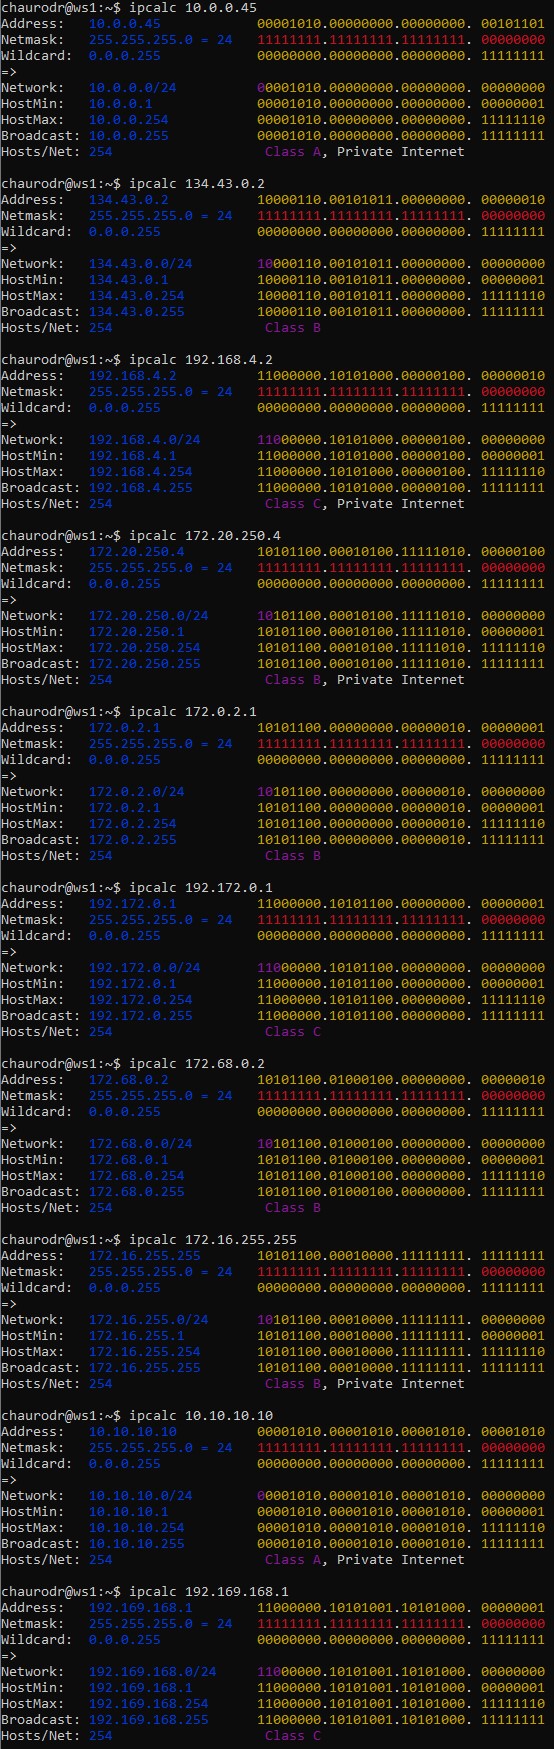 chaurodr@ws1:~$ ipcalc 10.0.0.45
Address:   10.0.0.45            00001010.00000000.00000000. 00101101
Netmask:   255.255.255.0 = 24   11111111.11111111.11111111. 00000000
Wildcard:  0.0.0.255            00000000.00000000.00000000. 11111111
=>
Network:   10.0.0.0/24          00001010.00000000.00000000. 00000000
HostMin:   10.0.0.1             00001010.00000000.00000000. 00000001
HostMax:   10.0.0.254           00001010.00000000.00000000. 11111110
Broadcast: 10.0.0.255           00001010.00000000.00000000. 11111111
Hosts/Net: 254                   Class A, Private Internet
chaurodr@ws1:~$ ipcalc 134.43.0.2
Address:   134.43.0.2           10000110.00101011.00000000. 00000010
Netmask:   255.255.255.0 = 24   11111111.11111111.11111111. 00000000
Wildcard:  0.0.0.255            00000000.00000000.00000000. 11111111
=>
Network:   134.43.0.0/24        10000110.00101011.00000000. 00000000
HostMin:   134.43.0.1           10000110.00101011.00000000. 00000001
HostMax:   134.43.0.254         10000110.00101011.00000000. 11111110
Broadcast: 134.43.0.255         10000110.00101011.00000000. 11111111
Hosts/Net: 254                   Class B
chaurodr@ws1:~$ ipcalc 192.168.4.2
Address:   192.168.4.2          11000000.10101000.00000100. 00000010
Netmask:   255.255.255.0 = 24   11111111.11111111.11111111. 00000000
Wildcard:  0.0.0.255            00000000.00000000.00000000. 11111111
=>
Network:   192.168.4.0/24       11000000.10101000.00000100. 00000000
HostMin:   192.168.4.1          11000000.10101000.00000100. 00000001
HostMax:   192.168.4.254        11000000.10101000.00000100. 11111110
Broadcast: 192.168.4.255        11000000.10101000.00000100. 11111111
Hosts/Net: 254                   Class C, Private Internet
chaurodr@ws1:~$ ipcalc 172.20.250.4
Address:   172.20.250.4         10101100.00010100.11111010. 00000100
Netmask:   255.255.255.0 = 24   11111111.11111111.11111111. 00000000
Wildcard:  0.0.0.255            00000000.00000000.00000000. 11111111
=>
Network:   172.20.250.0/24      10101100.00010100.11111010. 00000000
HostMin:   172.20.250.1         10101100.00010100.11111010. 00000001
HostMax:   172.20.250.254       10101100.00010100.11111010. 11111110
Broadcast: 172.20.250.255       10101100.00010100.11111010. 11111111
Hosts/Net: 254                   Class B, Private Internet
chaurodr@ws1:~$ ipcalc 172.0.2.1
Address:   172.0.2.1            10101100.00000000.00000010. 00000001
Netmask:   255.255.255.0 = 24   11111111.11111111.11111111. 00000000
Wildcard:  0.0.0.255            00000000.00000000.00000000. 11111111
=>
Network:   172.0.2.0/24         10101100.00000000.00000010. 00000000
HostMin:   172.0.2.1            10101100.00000000.00000010. 00000001
HostMax:   172.0.2.254          10101100.00000000.00000010. 11111110
Broadcast: 172.0.2.255          10101100.00000000.00000010. 11111111
Hosts/Net: 254                   Class B
chaurodr@ws1:~$ ipcalc 192.172.0.1
Address:   192.172.0.1          11000000.10101100.00000000. 00000001
Netmask:   255.255.255.0 = 24   11111111.11111111.11111111. 00000000
Wildcard:  0.0.0.255            00000000.00000000.00000000. 11111111
=>
Network:   192.172.0.0/24       11000000.10101100.00000000. 00000000
HostMin:   192.172.0.1          11000000.10101100.00000000. 00000001
HostMax:   192.172.0.254        11000000.10101100.00000000. 11111110
Broadcast: 192.172.0.255        11000000.10101100.00000000. 11111111
Hosts/Net: 254                   Class C
chaurodr@ws1:~$ ipcalc 172.68.0.2
Address:   172.68.0.2           10101100.01000100.00000000. 00000010
Netmask:   255.255.255.0 = 24   11111111.11111111.11111111. 00000000
Wildcard:  0.0.0.255            00000000.00000000.00000000. 11111111
=>
Network:   172.68.0.0/24        10101100.01000100.00000000. 00000000
HostMin:   172.68.0.1           10101100.01000100.00000000. 00000001
HostMax:   172.68.0.254         10101100.01000100.00000000. 11111110
Broadcast: 172.68.0.255         10101100.01000100.00000000. 11111111
Hosts/Net: 254                   Class B
chaurodr@ws1:~$ ipcalc 172.16.255.255
Address:   172.16.255.255       10101100.00010000.11111111. 11111111
Netmask:   255.255.255.0 = 24   11111111.11111111.11111111. 00000000
Wildcard:  0.0.0.255            00000000.00000000.00000000. 11111111
=>
Network:   172.16.255.0/24      10101100.00010000.11111111. 00000000
HostMin:   172.16.255.1         10101100.00010000.11111111. 00000001
HostMax:   172.16.255.254       10101100.00010000.11111111. 11111110
Broadcast: 172.16.255.255       10101100.00010000.11111111. 11111111
Hosts/Net: 254                   Class B, Private Internet
chaurodr@ws1:~$ ipcalc 10.10.10.10
Address:   10.10.10.10          00001010.00001010.00001010. 00001010
Netmask:   255.255.255.0 = 24   11111111.11111111.11111111. 00000000
Wildcard:  0.0.0.255            00000000.00000000.00000000. 11111111
=>
Network:   10.10.10.0/24        00001010.00001010.00001010. 00000000
HostMin:   10.10.10.1           00001010.00001010.00001010. 00000001
HostMax:   10.10.10.254         00001010.00001010.00001010. 11111110
Broadcast: 10.10.10.255         00001010.00001010.00001010. 11111111
Hosts/Net: 254                   Class A, Private Internet
chaurodr@ws1:~$ ipcalc 192.169.168.1
Address:   192.169.168.1        11000000.10101001.10101000. 00000001
Netmask:   255.255.255.0 = 24   11111111.11111111.11111111. 00000000
Wildcard:  0.0.0.255            00000000.00000000.00000000. 11111111
=>
Network:   192.169.168.0/24     11000000.10101001.10101000. 00000000
HostMin:   192.169.168.1        11000000.10101001.10101000. 00000001
HostMax:   192.169.168.254      11000000.10101001.10101000. 11111110
Broadcast: 192.169.168.255      11000000.10101001.10101000. 11111111
Hosts/Net: 254                   Class C